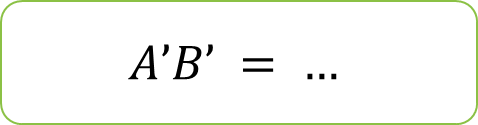 A’B’ = ...